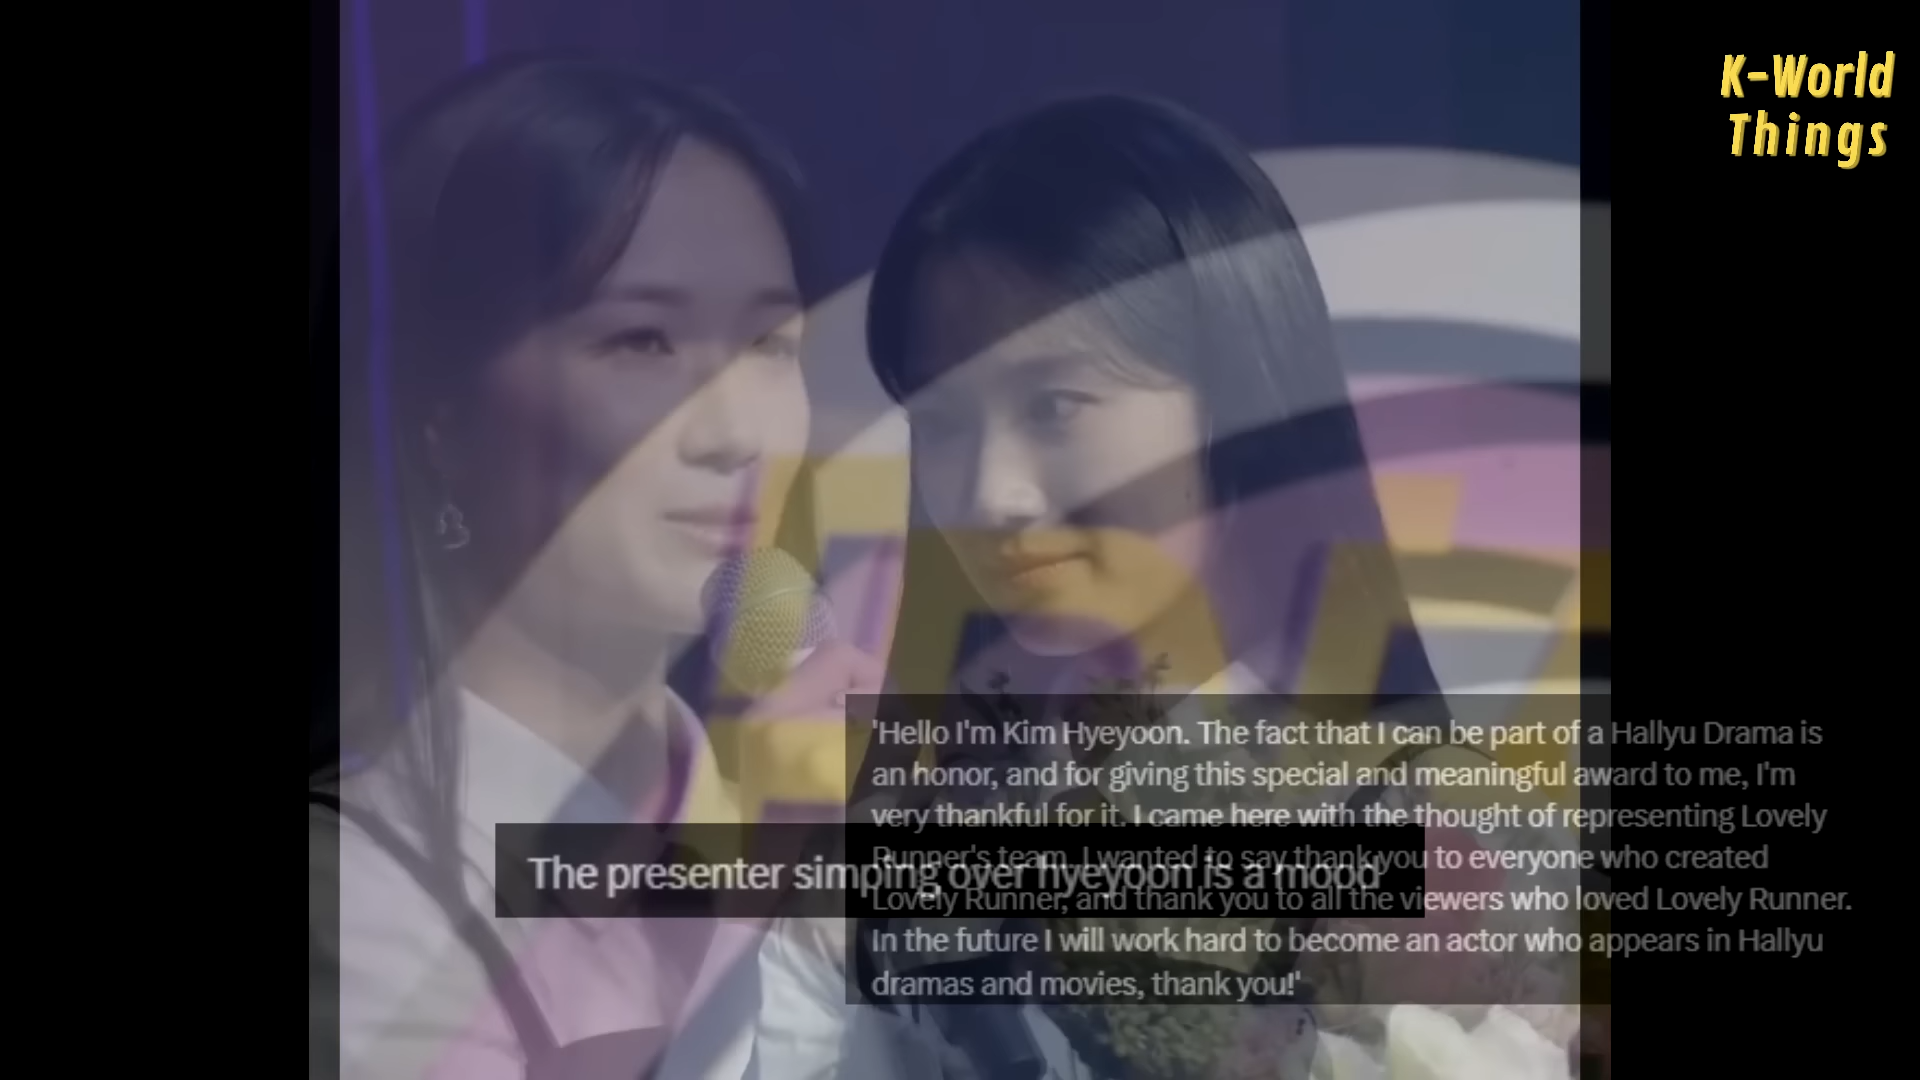 K-World
Things
'Hello I'm Kim Hyeyoon. The fact that I can be part of a Hallyu Drama is
an honor, and for giving this special and meaningful award to me, I'm
very thankful for it. I came here with the thought of representing Lovely
Runner's team. I wanted to say thank you to everyone who created
The presenter simping over hyeyoon is a mood
Lovely Runner, and thank you to all the viewers who loved Lovely Runner.
In the future I will work hard to become an actor who appears in Hallyu
dramas and movies, thank you!'